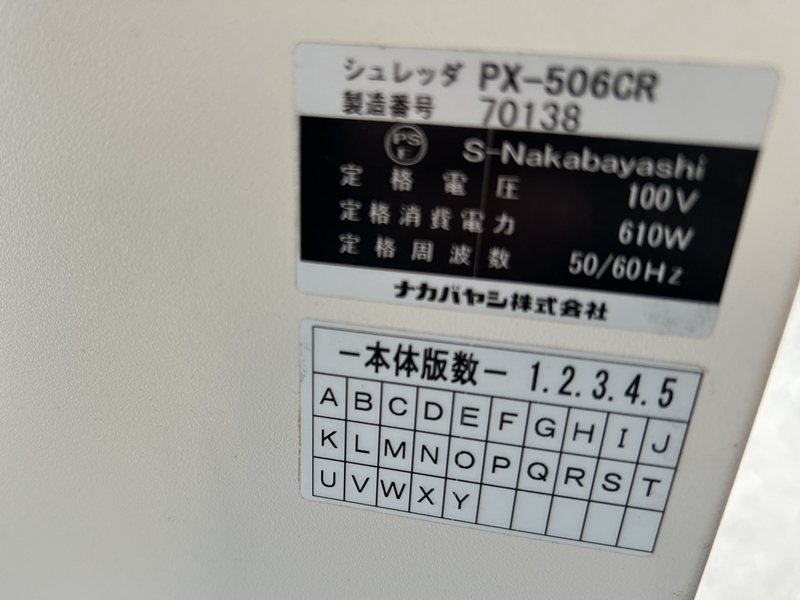 シュレッダ PX-506CR
製造番号 70138
PS F S-Nakabayashi
定格電圧 100V
定格消費電力 610W
定格周波数 50/60Hz
ナカバヤシ株式会社
ー本体版数ー 1.2.3.4.5
A B C D E F G H I J
K L M N O P Q R S T
U V W X Y